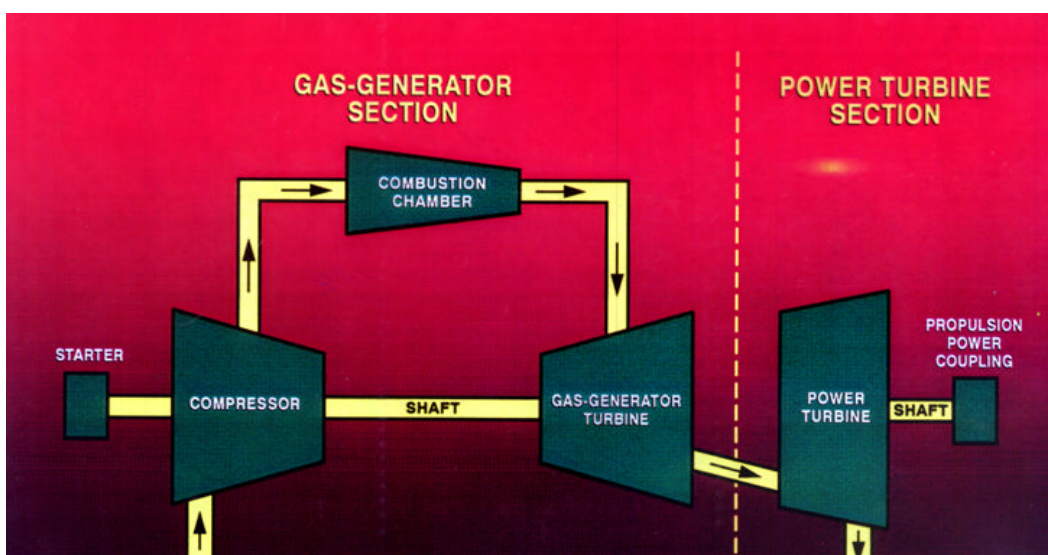 GAS-GENERATOR
SECTION
POWER TURBINE
SECTION
COMBUSTION
CHAMBER
STARTER
COMPRESSOR
SHAFT
GAS-GENERATOR
TURBINE
POWER
TURBINE
SHAFT
PROPULSION
POWER
COUPLING